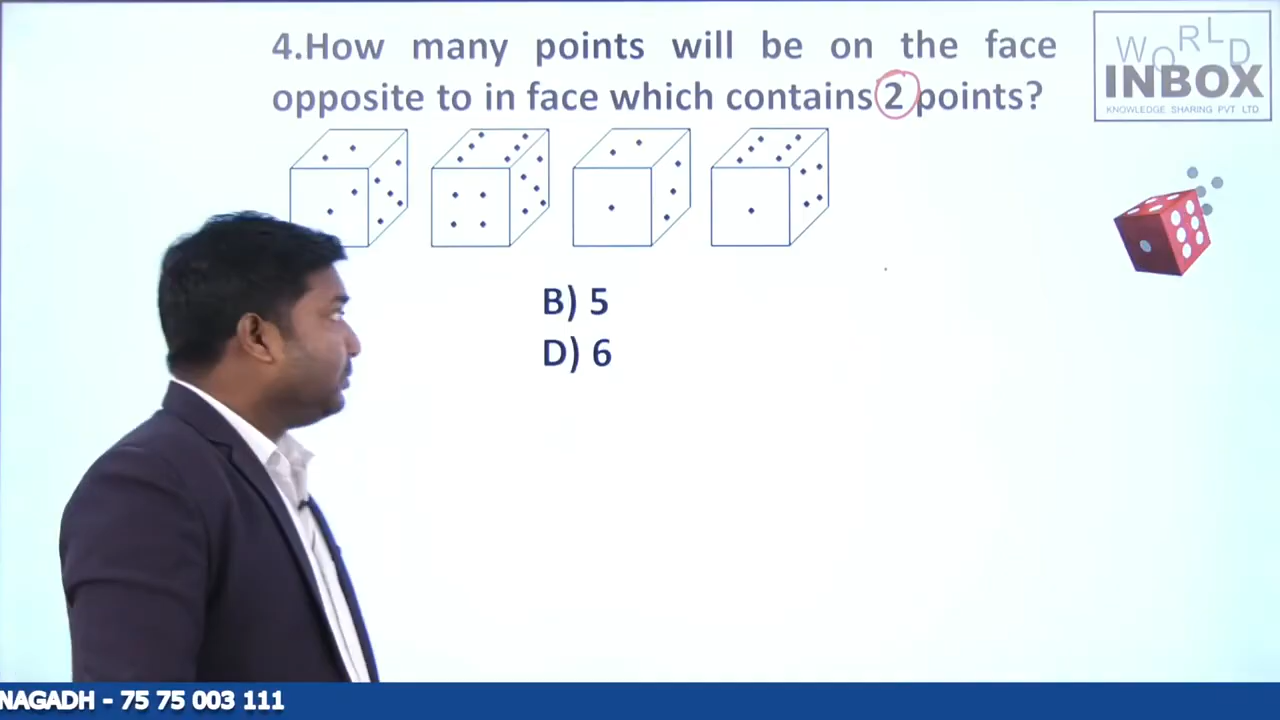 4.How many points will be on the face
opposite to in face which contains 2 points?
WORLD
INBOX
KNOWLEDGE SHARING PVT LTD
B) 5
D) 6
NAGADH - 75 75 003 111